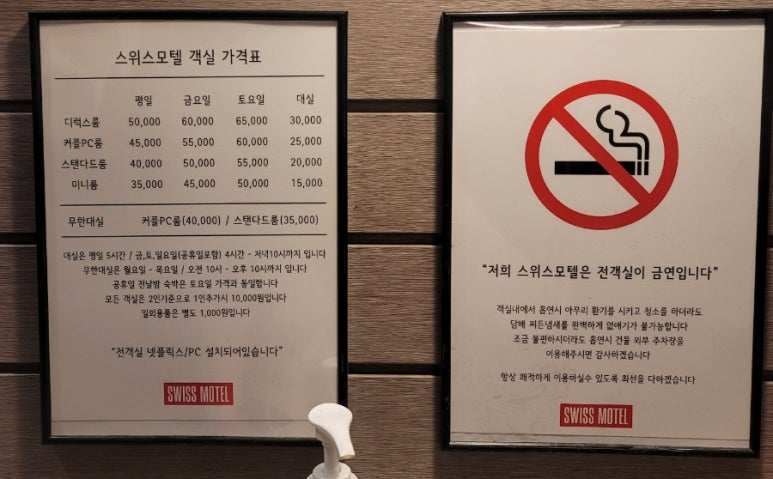 스위스모텔 객실 가격표
평일 금요일 토요일 대실
디럭스룸 50,000 60,000 65,000 30,000
커플PC룸 45,000 55,000 60,000 25,000
스탠다드룸 40,000 50,000 55,000 20,000
미니룸 35,000 45,000 50,000 15,000
무한대실 커플PC룸(40,000) / 스탠다드룸(35,000)
대실은 평일 5시간 / 금,토,일요일(공휴일포함) 4시간 - 저녁10시까지 입니다
무한대실은 월요일 - 목요일 / 오전 10시 - 오후 10시까지 입니다
공휴일 전날밤 숙박은 토요일 가격과 동일합니다
모든 객실은 2인기준으로 1인추가시 10,000원입니다
일회용품은 별도 1,000원입니다
"전객실 넷플릭스/PC 설치되어있습니다"
SWISS MOTEL
"저희 스위스모텔은 전객실이 금연입니다"
객실내에서 흡연시 아무리 환기를 시키고 청소를 하더라도
담배 찌든냄새를 완벽하게 없애기가 불가능합니다
조금 불편하시더라도 흡연시 건물 외부 주차장을
이용해주시면 감사하겠습니다
항상 쾌적하게 이용하실수 있도록 최선을 다하겠습니다
SWISS MOTEL